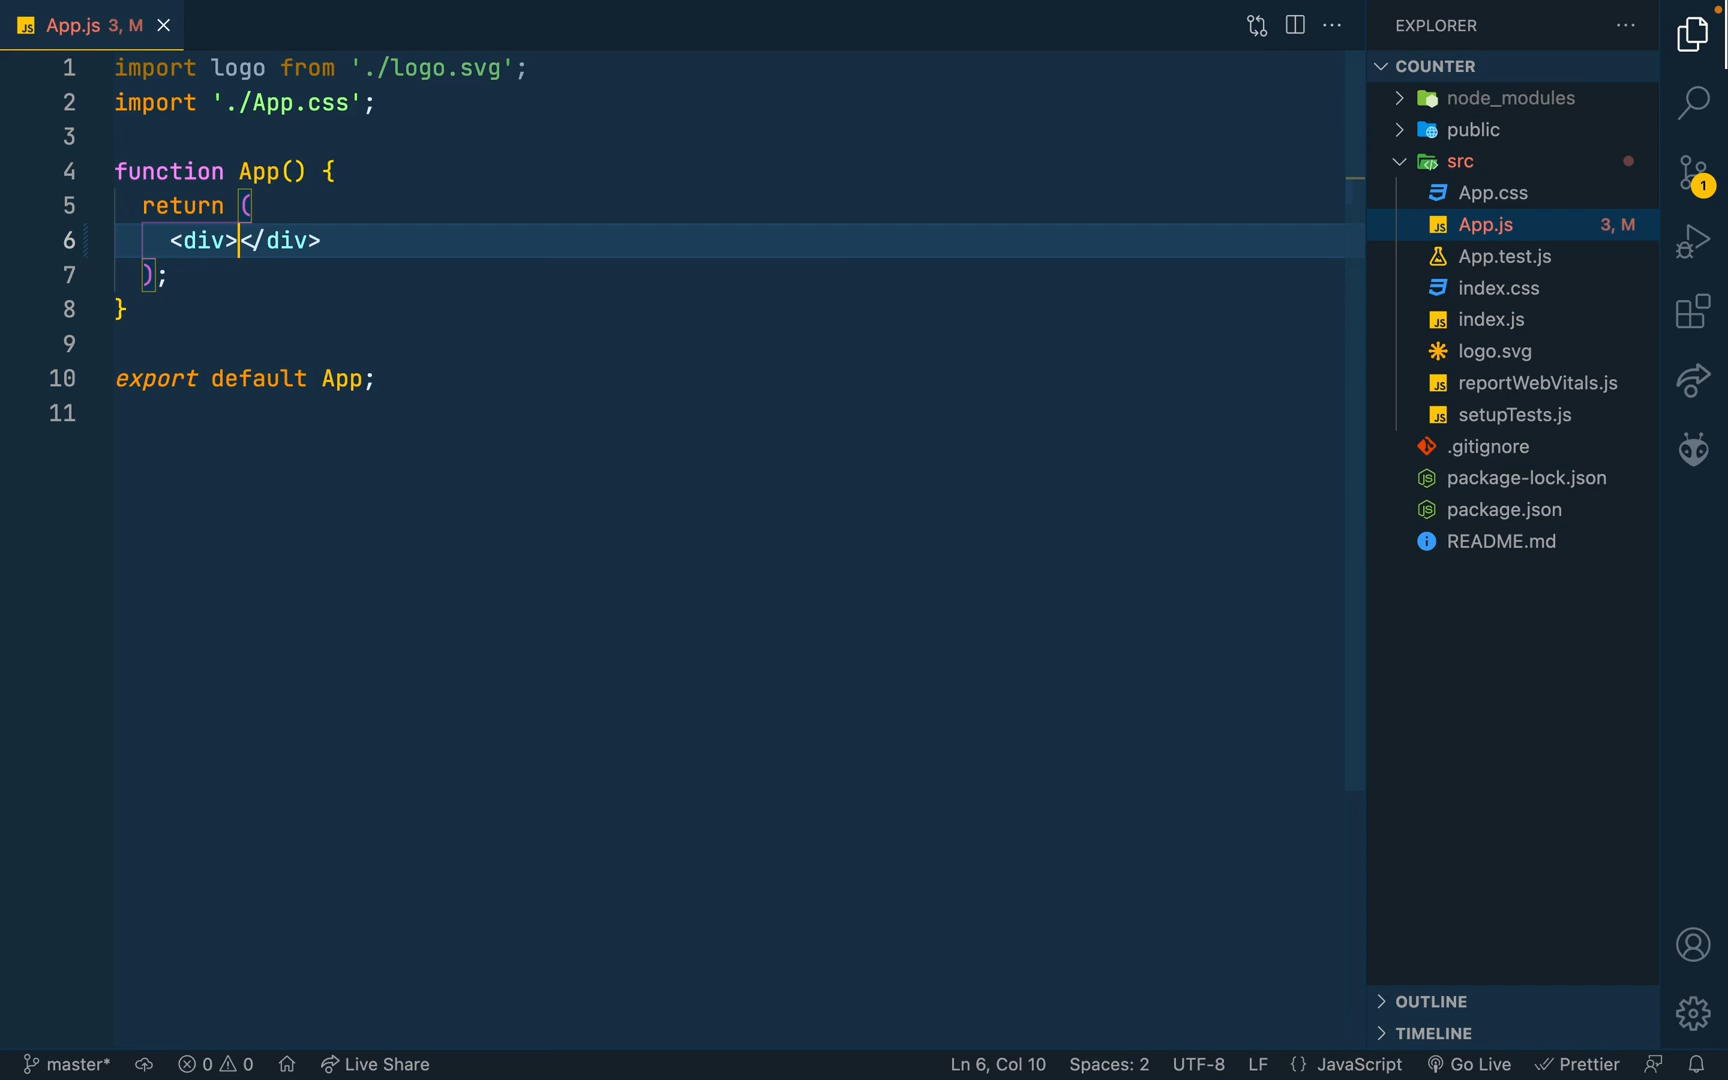 App.js 3, M
1 import logo from './logo.svg';
2 import './App.css';
3
4 function App() {
5 return (
6 <div></div>
7 );
8 }
9
10 export default App;
11
EXPLORER
COUNTER
node_modules
public
src
App.css
App.js 3, M
App.test.js
index.css
index.js
logo.svg
reportWebVitals.js
setupTests.js
.gitignore
package-lock.json
package.json
README.md
OUTLINE
TIMELINE
1
master* 0 0 Live Share Ln 6, Col 10 Spaces: 2 UTF-8 LF {} JavaScript Go Live Prettier